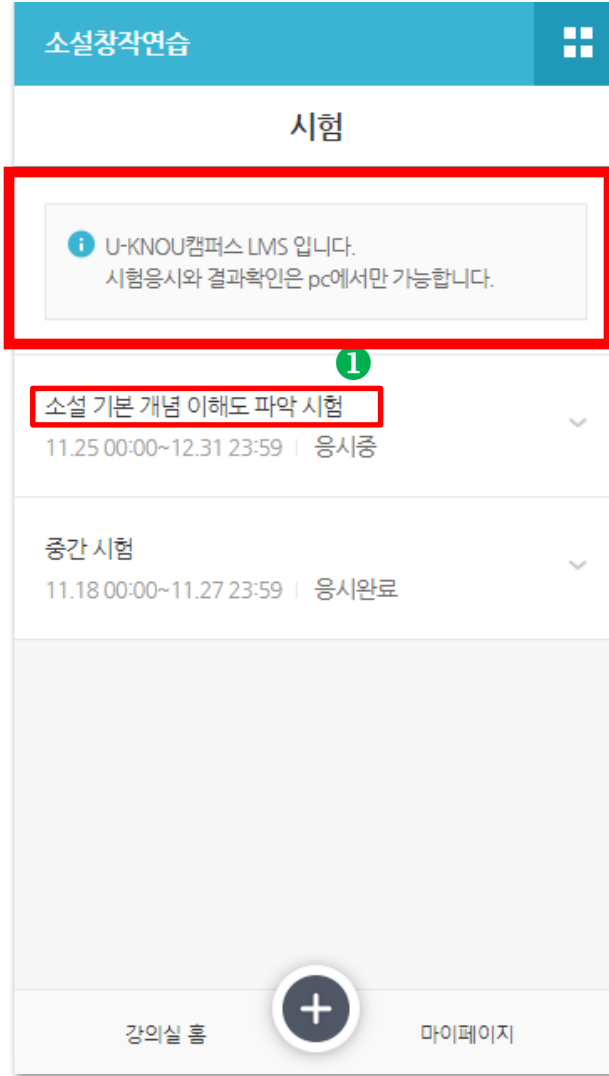 소설창작연습
시험
U-KNOU캠퍼스 LMS 입니다.
시험응시와 결과확인은 pc에서만 가능합니다.
1
소설 기본 개념 이해도 파악 시험
11.25 00:00~12.31 23:59 | 응시중
중간 시험
11.18 00:00~11.27 23:59 | 응시완료
강의실 홈
마이페이지